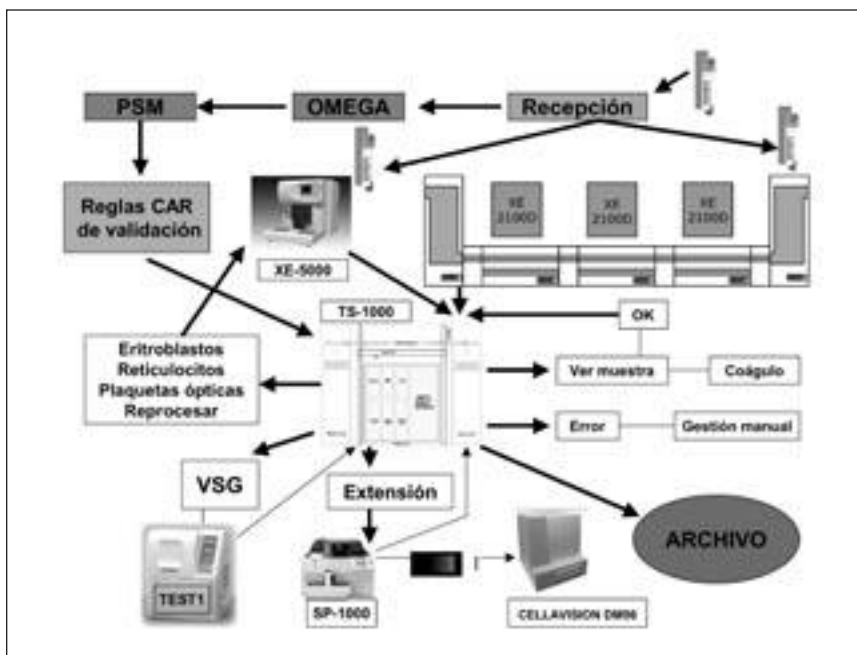 PSM
OMEGA
Recepción
Reglas CAR
de validación
XE
2100D
XE
2100D
XE
2100D
XE-5000
TS-1000
OK
Eritroblastos
Reticulocitos
Plaquetas ópticas
Reprocesar
Ver muestra
Coágulo
Error
Gestión manual
VSG
Extensión
ARCHIVO
TEST1
SP-1000
CELLAVISION DM96